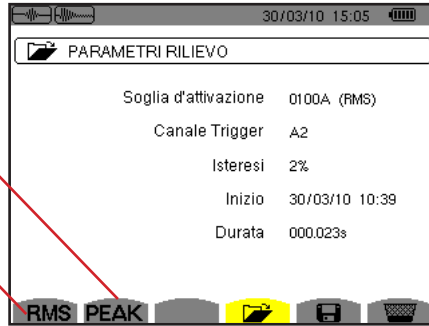 30/03/10 15:05
PARAMETRI RILIEVO
Soglia d'attivazione 0100A (RMS)
Canale Trigger A2
Isteresi 2%
Inizio 30/03/10 10:39
Durata 000.023s
RMS PEAK